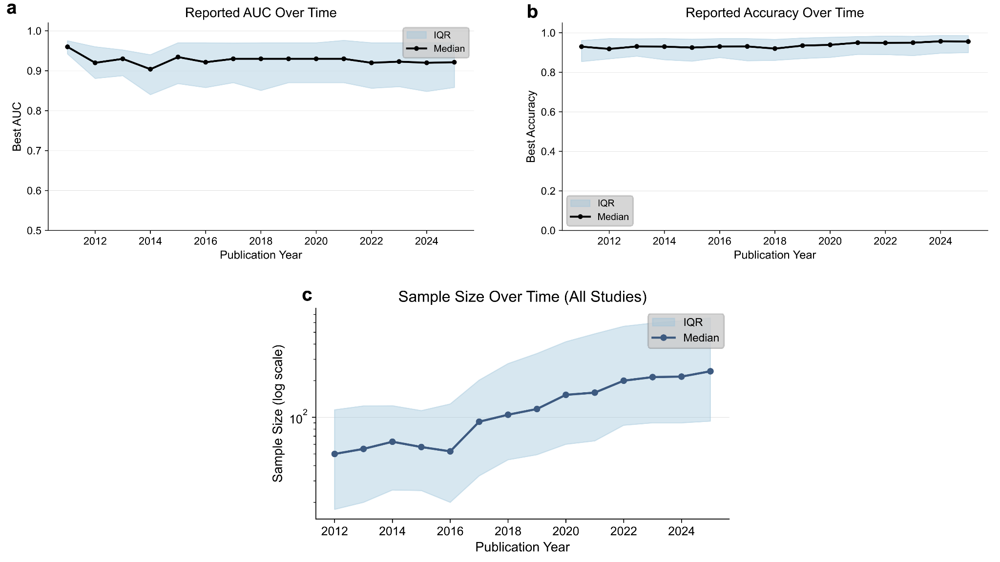 a
Reported AUC Over Time
1.0
0.9
0.8
0.7
0.6
0.5
Best AUC
IQR
Median
2012 2014 2016 2018 2020 2022 2024
Publication Year
b
Reported Accuracy Over Time
1.0
0.8
0.6
0.4
0.2
0.0
Best Accuracy
IQR
Median
2012 2014 2016 2018 2020 2022 2024
Publication Year
c
Sample Size Over Time (All Studies)
10²
Sample Size (log scale)
IQR
Median
2012 2014 2016 2018 2020 2022 2024
Publication Year